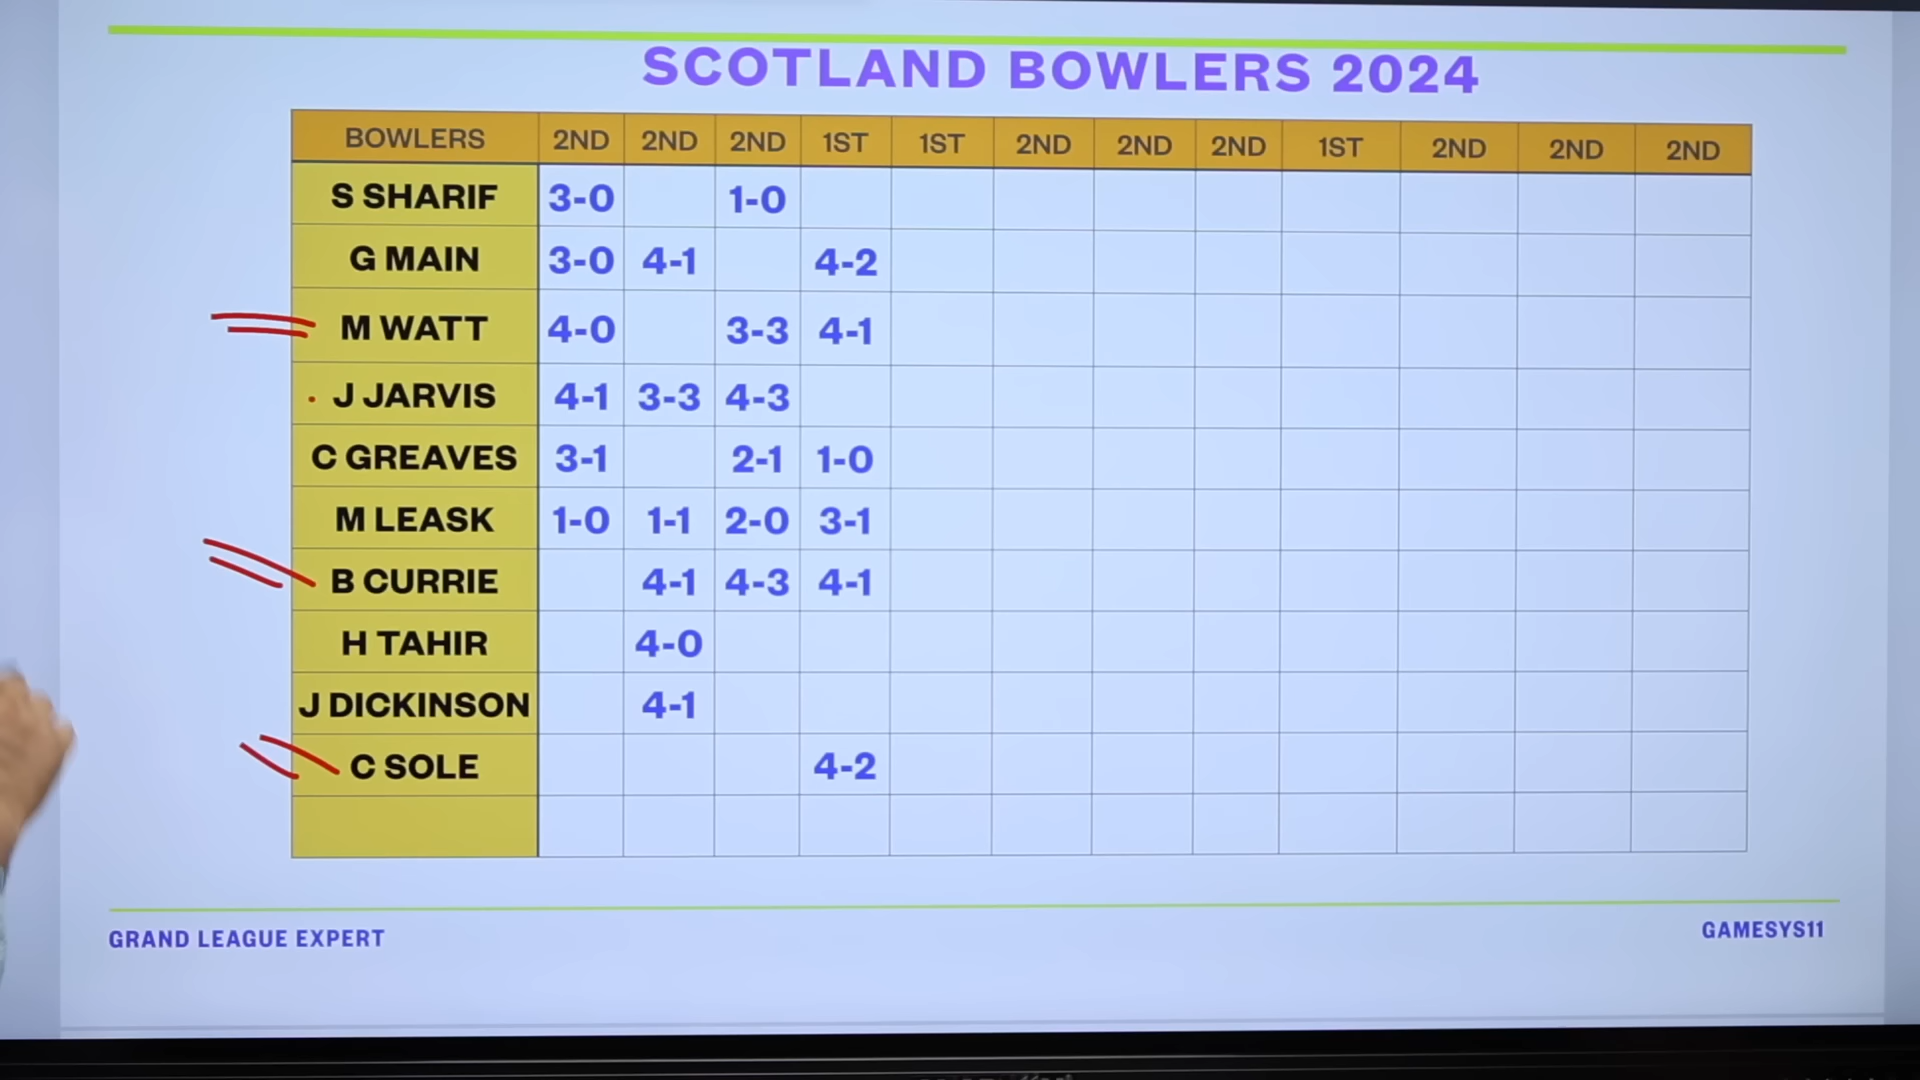 SCOTLAND BOWLERS 2024
BOWLERS 2ND 2ND 2ND 1ST 1ST 2ND 2ND 2ND 1ST 2ND 2ND 2ND
S SHARIF 3-0 1-0
G MAIN 3-0 4-1 4-2
M WATT 4-0 3-3 4-1
J JARVIS 4-1 3-3 4-3
C GREAVES 3-1 2-1 1-0
M LEASK 1-0 1-1 2-0 3-1
B CURRIE 4-1 4-3 4-1
H TAHIR 4-0
J DICKINSON 4-1
C SOLE 4-2
GRAND LEAGUE EXPERT
GAMESYS11